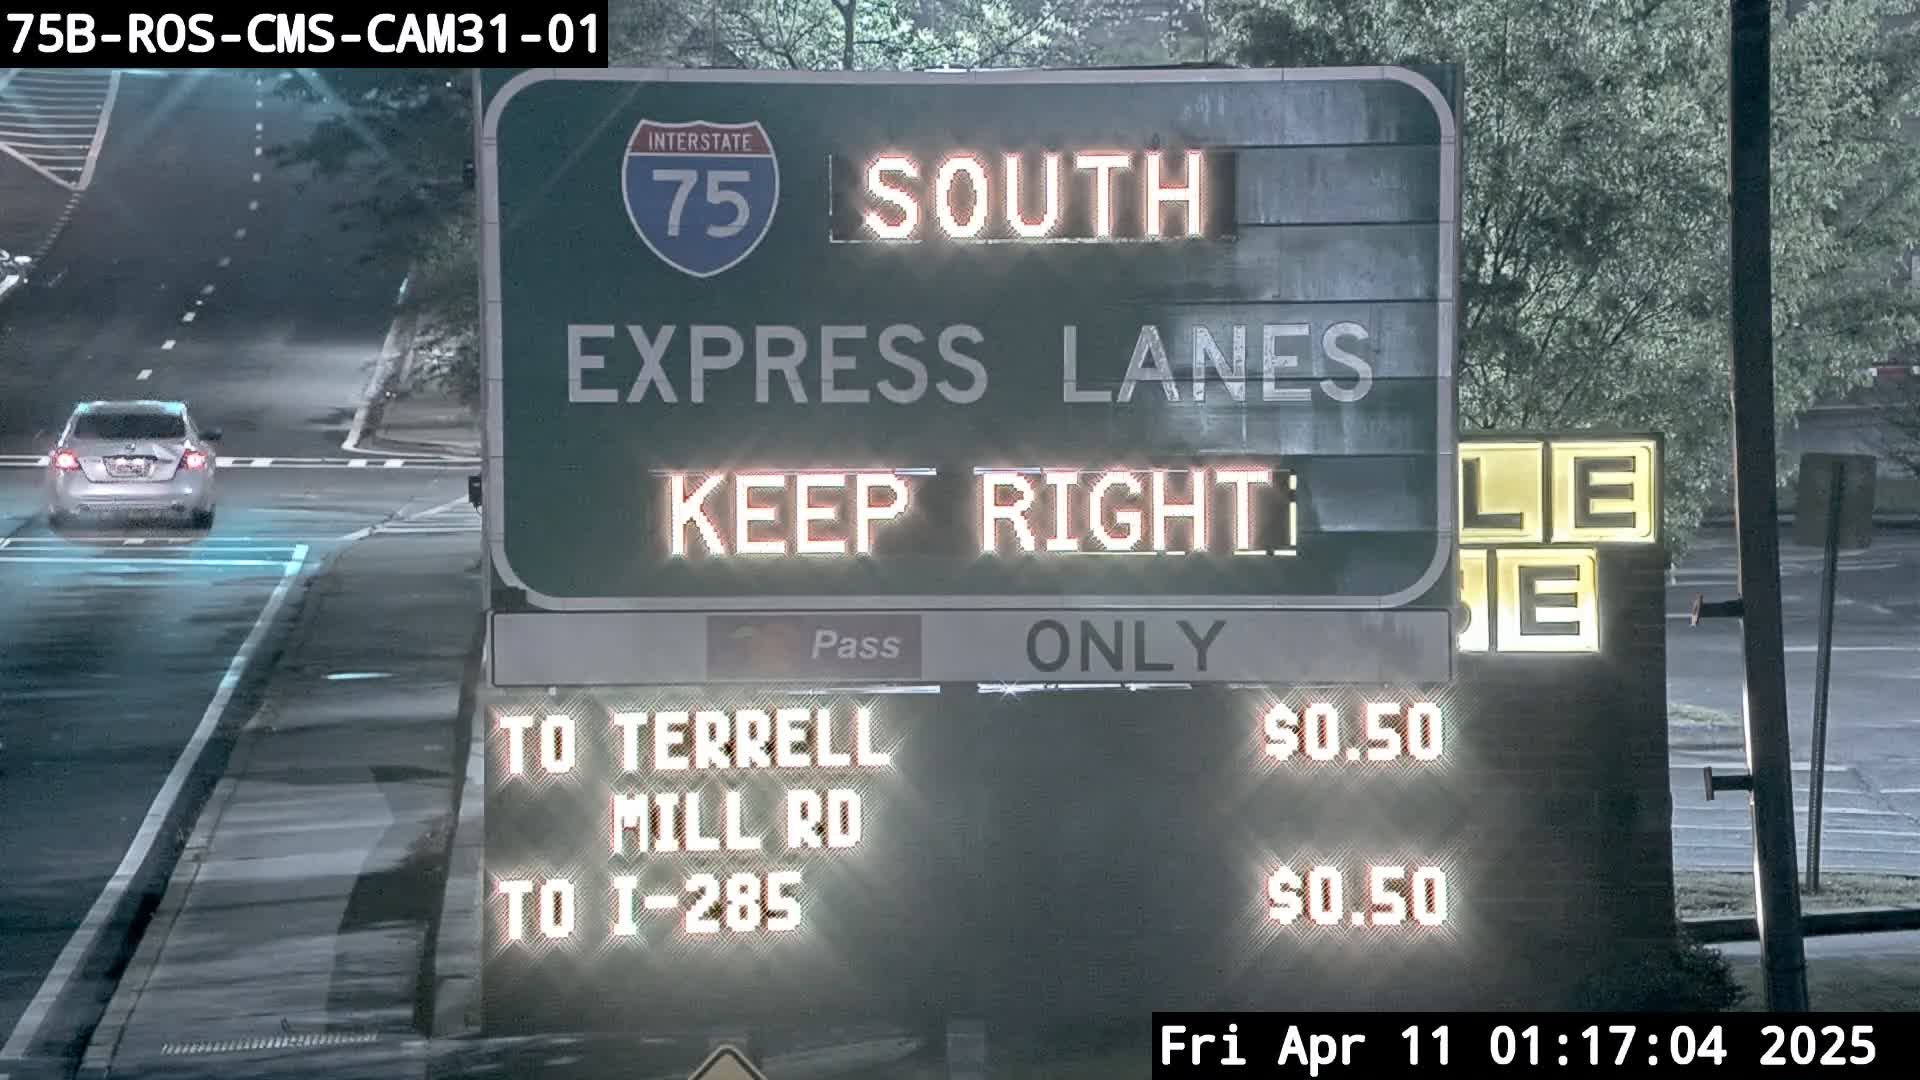 75B-ROS-CMS-CAM31-01
INTERSTATE
75
SOUTH
EXPRESS LANES
KEEP RIGHT
Pass ONLY
TO TERRELL $0.50
MILL RD
TO I-285 $0.50
LE
E
Fri Apr 11 01:17:04 2025